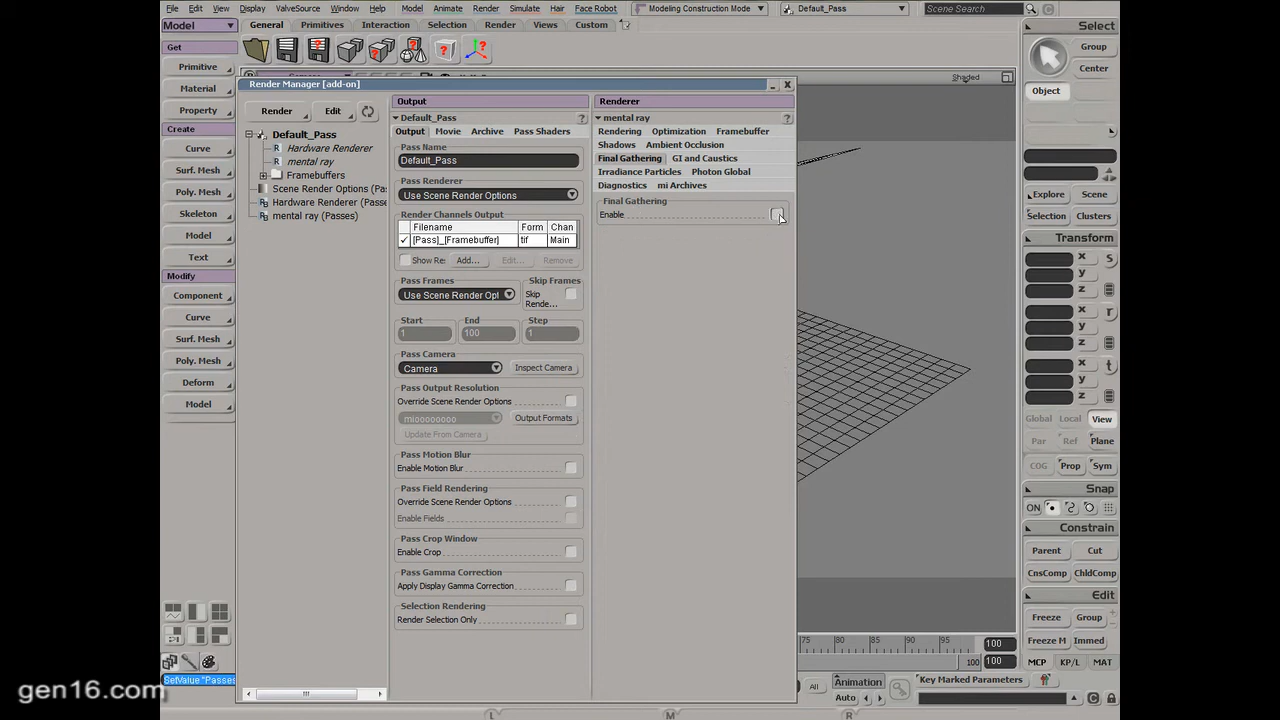 File Edit Display ValveSource Window Help Model Animate Render Simulate Hair Face Robot Modeling Construction Mode Default_Pass Scene Search
Model General Primitives Interaction Selection Render Views Custom Select
Get
Primitive
Material
Property
Create
Curve
Surf. Mesh
Poly. Mesh
Skeleton
Model
Text
Modify
Component
Curve
Surf. Mesh
Poly. Mesh
Deform
Model
SetValue "Passes
gen16.com
Render Manager [add-on]
Render Edit
Default_Pass
Hardware Renderer
mental ray
Framebuffers
Scene Render Options (Pas
Hardware Renderer (Passes
mental ray (Passes)
Output
Default_Pass ?
Output Movie Archive Pass Shaders
Pass Name
Default_Pass
Pass Renderer
Use Scene Render Options
Render Channels Output
Filename Form Chan
[Pass]_[Framebuffer] tif Main
Show Re: Add... Edit... Remove
Pass Frames Skip Frames
Use Scene Render Opt Skip Rende...
Start End Step
1 100 1
Pass Camera
Camera Inspect Camera
Pass Output Resolution
Override Scene Render Options
Output Formats
Update From Camera
Pass Motion Blur
Enable Motion Blur
Pass Field Rendering
Override Scene Render Options
Enable Fields
Pass Crop Window
Enable Crop
Pass Gamma Correction
Apply Display Gamma Correction
Selection Rendering
Render Selection Only
Renderer
mental ray ?
Rendering Optimization Framebuffer
Shadows Ambient Occlusion
Final Gathering GI and Caustics
Irradiance Particles Photon Global
Diagnostics mi Archives
Final Gathering
Enable
Shaded
75 80 85 90 95 100
100 100
All Animation
Auto
Group
Center
Object
Explore Scene
Selection Clusters
Transform
x s
y
z
x r
y
z
x t
y
z
Global Local View
Par Ref Plane
COG Prop Sym
Snap
ON
Constrain
Parent Cut
CnsComp ChldComp
Edit
Freeze Group
Freeze M Immed
MCP KP/L MAT
Key Marked Parameters
L M R